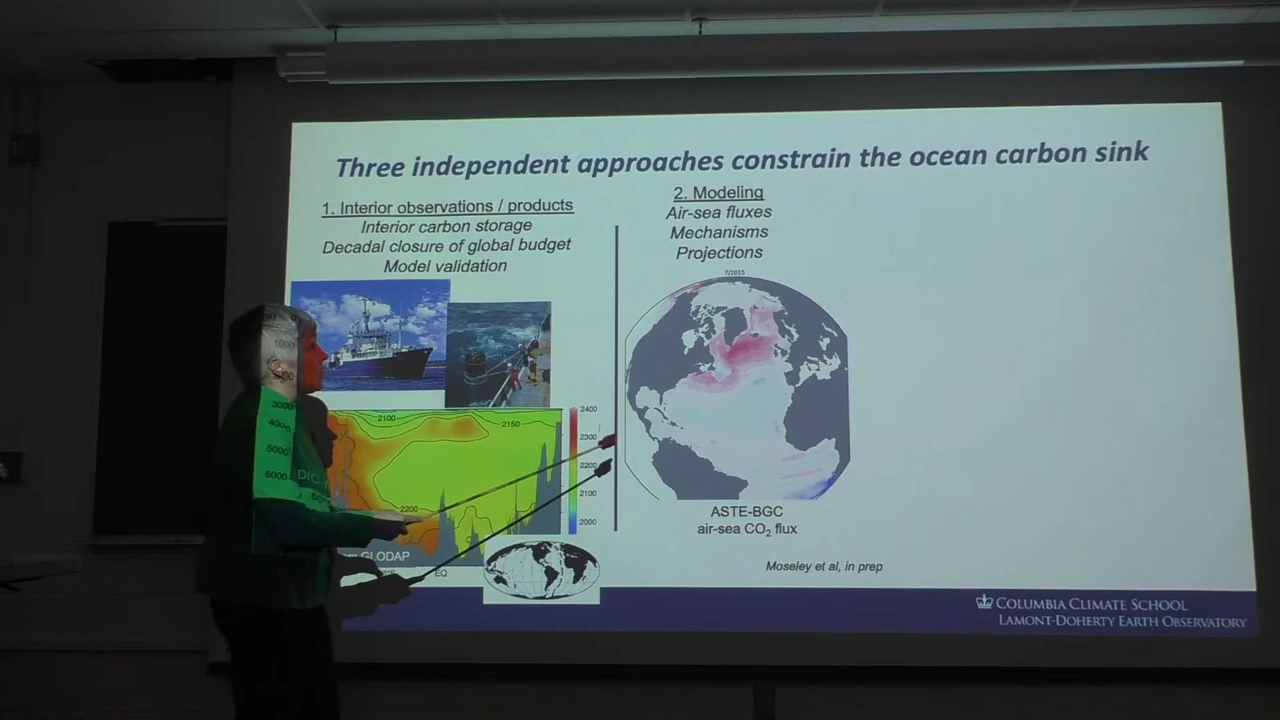 Three independent approaches constrain the ocean carbon sink
1. Interior observations / products
Interior carbon storage
Decadal closure of global budget
Model validation
2. Modeling
Air-sea fluxes
Mechanisms
Projections
7/2015
1000
3000
4000
5000
6000
DIC
2100
2150
2200
2400
2300
2200
2100
2000
GLODAP
EQ
ASTE-BGC
air-sea CO2 flux
Moseley et al, in prep
COLUMBIA CLIMATE SCHOOL
LAMONT-DOHERTY EARTH OBSERVATORY